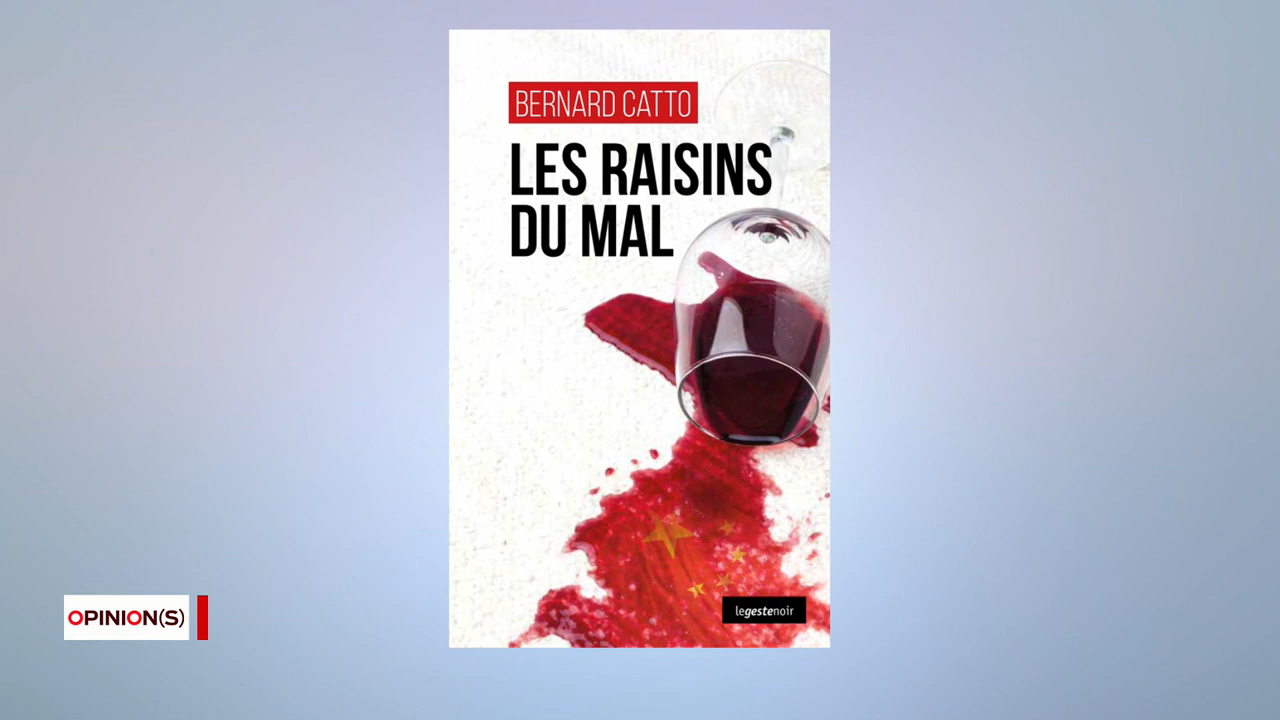 BERNARD CATTO
LES RAISINS
DU MAL
legestenoir
OPINION(S)